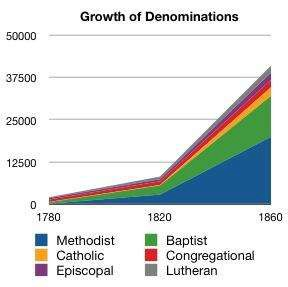 Growth of Denominations
50000
37500
25000
12500
0
1780 1820 1860
Methodist Baptist
Catholic Congregational
Episcopal Lutheran